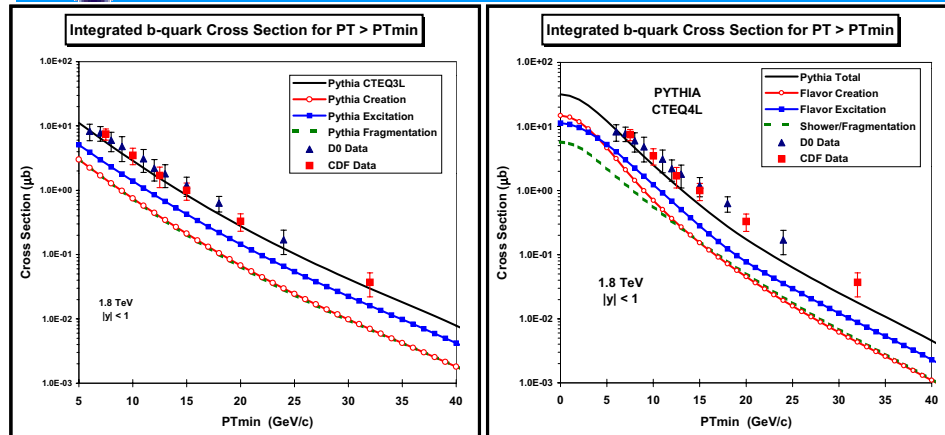 Integrated b-quark Cross Section for PT > PTmin
1.0E+02
1.0E+01
1.0E+00
1.0E-01
1.0E-02
1.0E-03
5
10
15
20
25
30
35
40
PTmin (GeV/c)
Cross Section (µb)
Pythia CTEQ3L
Pythia Creation
Pythia Excitation
Pythia Fragmentation
D0 Data
CDF Data
1.8 TeV
|y| < 1
Integrated b-quark Cross Section for PT > PTmin
1.0E+02
1.0E+01
1.0E+00
1.0E-01
1.0E-02
1.0E-03
0
5
10
15
20
25
30
35
40
PTmin (GeV/c)
Cross Section (µb)
PYTHIA
CTEQ4L
Pythia Total
Flavor Creation
Flavor Excitation
Shower/Fragmentation
D0 Data
CDF Data
1.8 TeV
|y| < 1